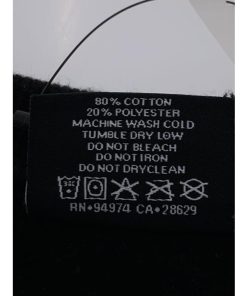 80% COTTON
20% POLYESTER
MACHINE WASH COLD
TUMBLE DRY LOW
DO NOT BLEACH
DO NOT IRON
DO NOT DRYCLEAN
RN•94974 CA•28629